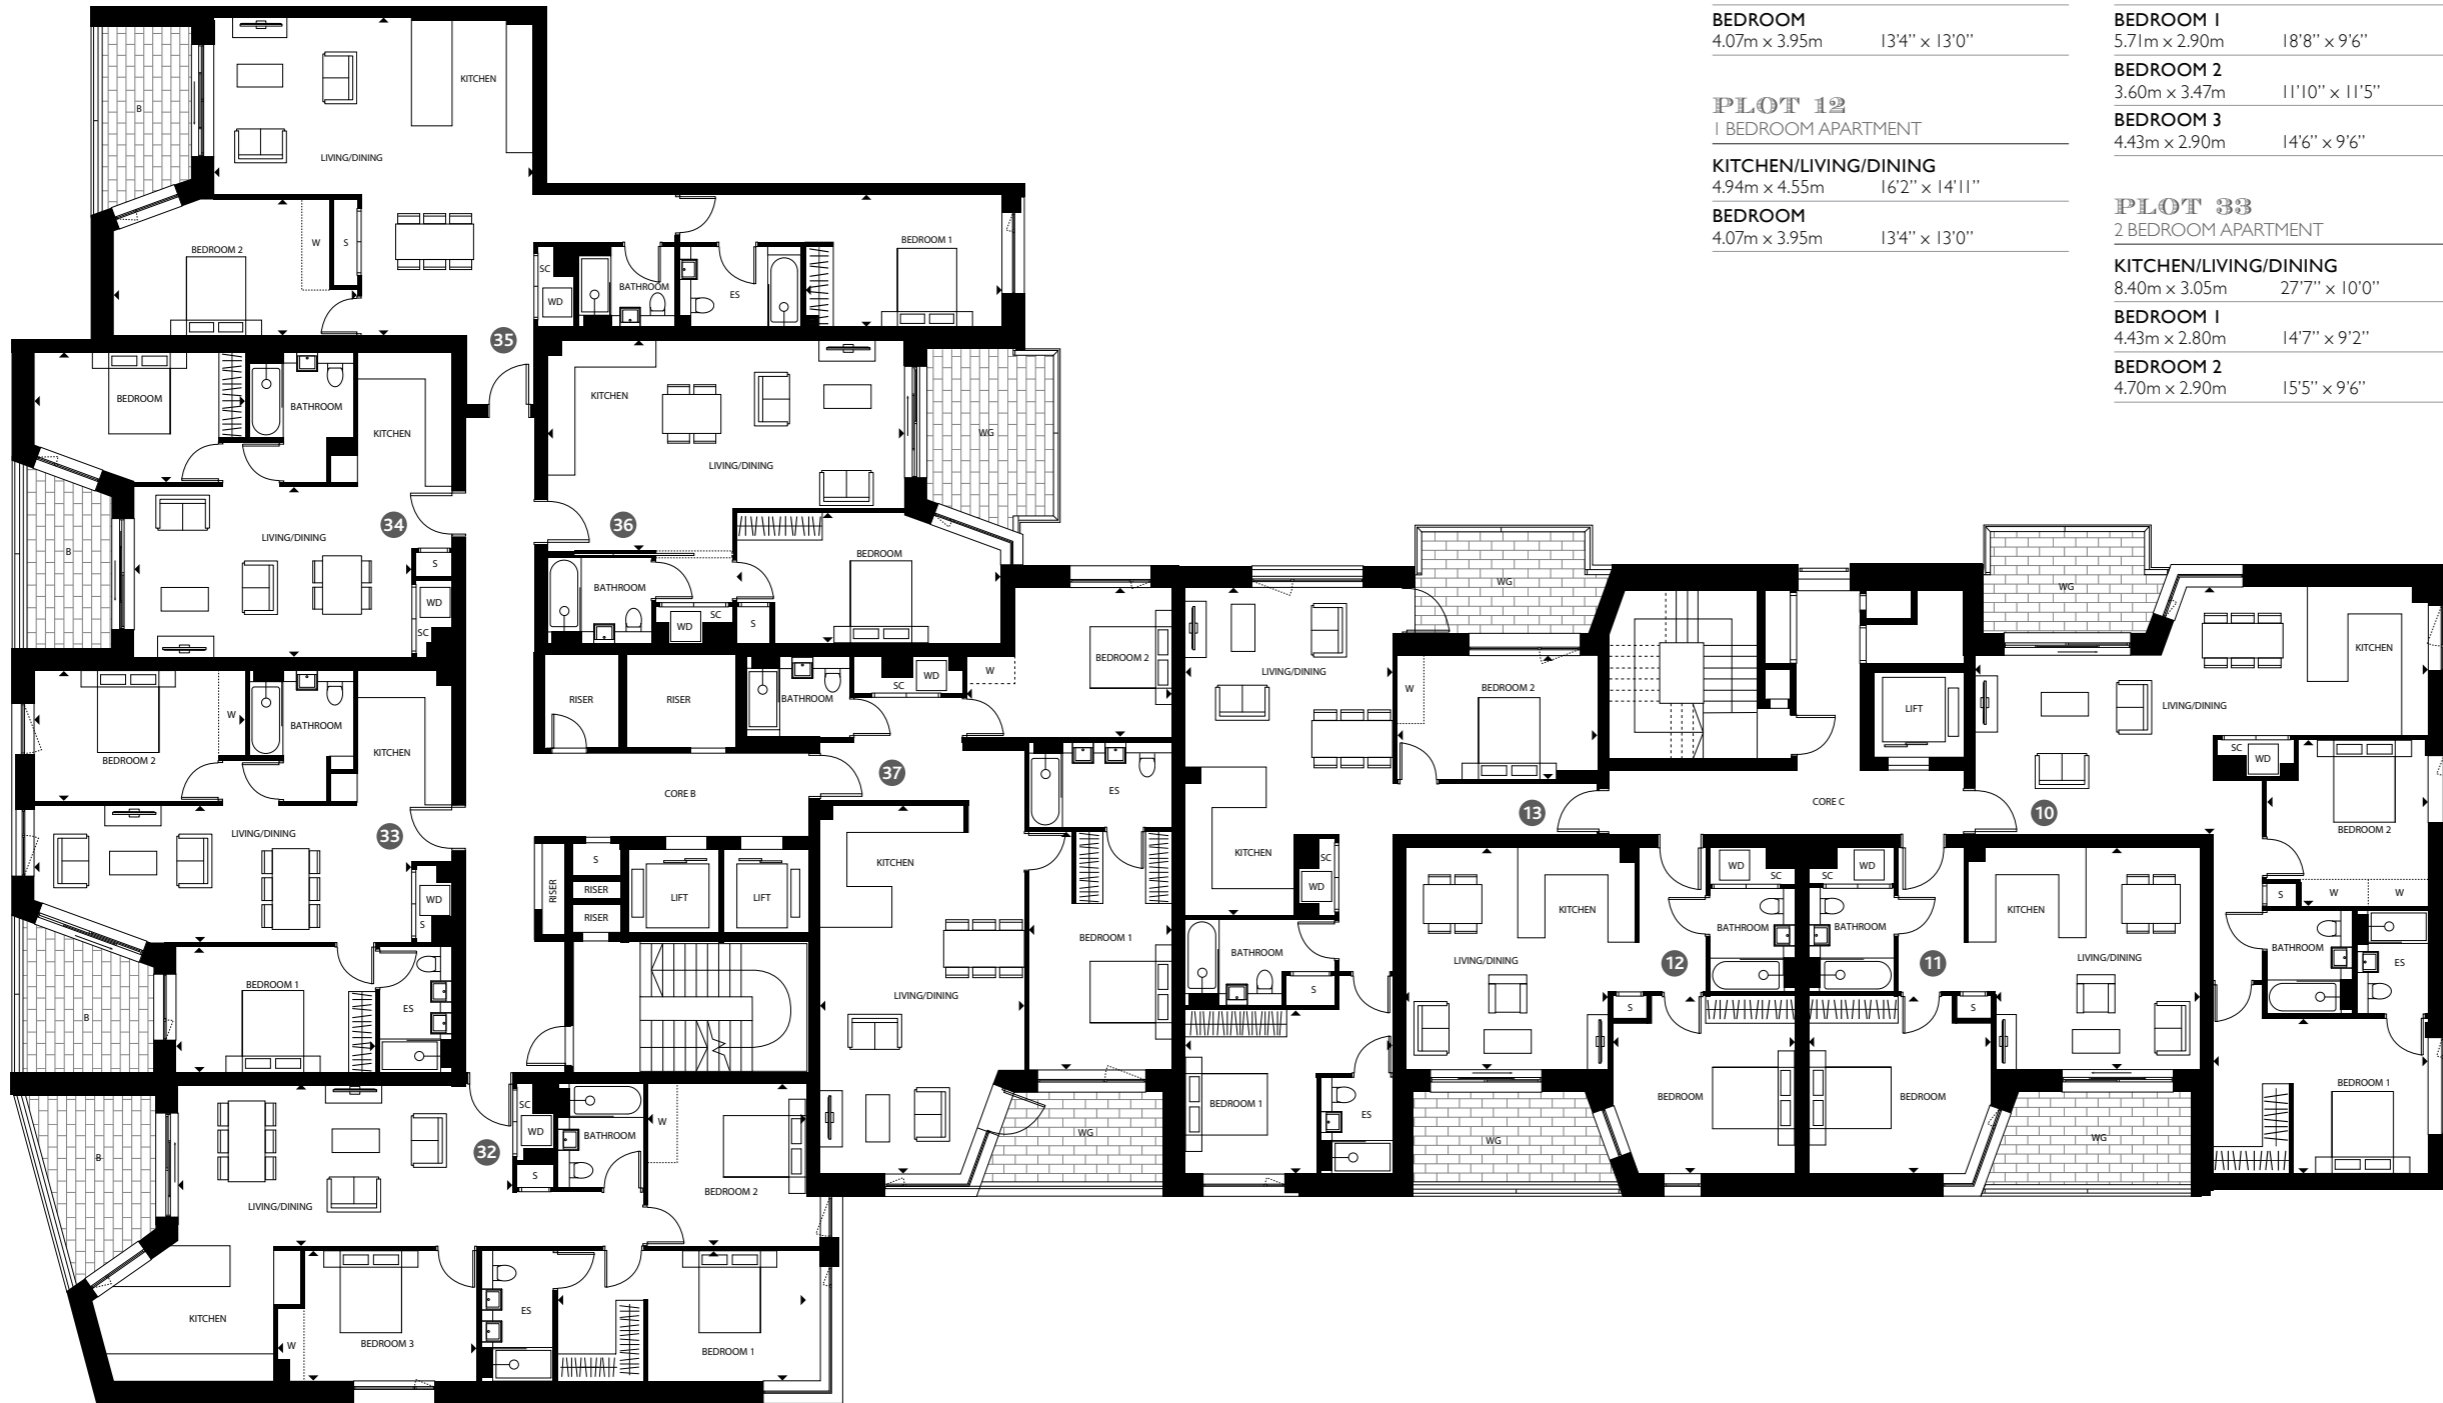 BEDROOM
4.07m x 3.95m 13'4'' x 13'0''
PLOT 12
1 BEDROOM APARTMENT
KITCHEN/LIVING/DINING
4.94m x 4.55m 16'2'' x 14'11''
BEDROOM
4.07m x 3.95m 13'4'' x 13'0''
BEDROOM 1
5.71m x 2.90m 18'8'' x 9'6''
BEDROOM 2
3.60m x 3.47m 11'10'' x 11'5''
BEDROOM 3
4.43m x 2.90m 14'6'' x 9'6''
PLOT 33
2 BEDROOM APARTMENT
KITCHEN/LIVING/DINING
8.40m x 3.05m 27'7'' x 10'0''
BEDROOM 1
4.43m x 2.80m 14'7'' x 9'2''
BEDROOM 2
4.70m x 2.90m 15'5'' x 9'6''
B
KITCHEN
LIVING/DINING
BEDROOM 2
W
S
SC
WD
BATHROOM
ES
BEDROOM 1
35
BEDROOM
BATHROOM
KITCHEN
B
LIVING/DINING
34
S
WD
SC
KITCHEN
LIVING/DINING
WG
36
BEDROOM
BATHROOM
WD
SC
S
BEDROOM 2
W
BATHROOM
KITCHEN
LIVING/DINING
33
WD
S
BEDROOM 1
ES
B
RISER
RISER
CORE B
RISER
S
RISER
RISER
LIFT
LIFT
BATHROOM
SC
WD
W
BEDROOM 2
37
ES
KITCHEN
BEDROOM 1
LIVING/DINING
WG
B
LIVING/DINING
32
SC
WD
S
BATHROOM
W
BEDROOM 2
KITCHEN
W
BEDROOM 3
ES
BEDROOM 1
LIVING/DINING
WG
W
BEDROOM 2
13
KITCHEN
SC
WD
BATHROOM
S
BEDROOM 1
ES
LIFT
CORE C
WG
KITCHEN
LIVING/DINING
10
SC
WD
BEDROOM 2
S
W
W
BATHROOM
ES
BEDROOM 1
KITCHEN
LIVING/DINING
12
WD
SC
BATHROOM
S
BEDROOM
WG
SC
WD
BATHROOM
11
KITCHEN
LIVING/DINING
S
BEDROOM
WG